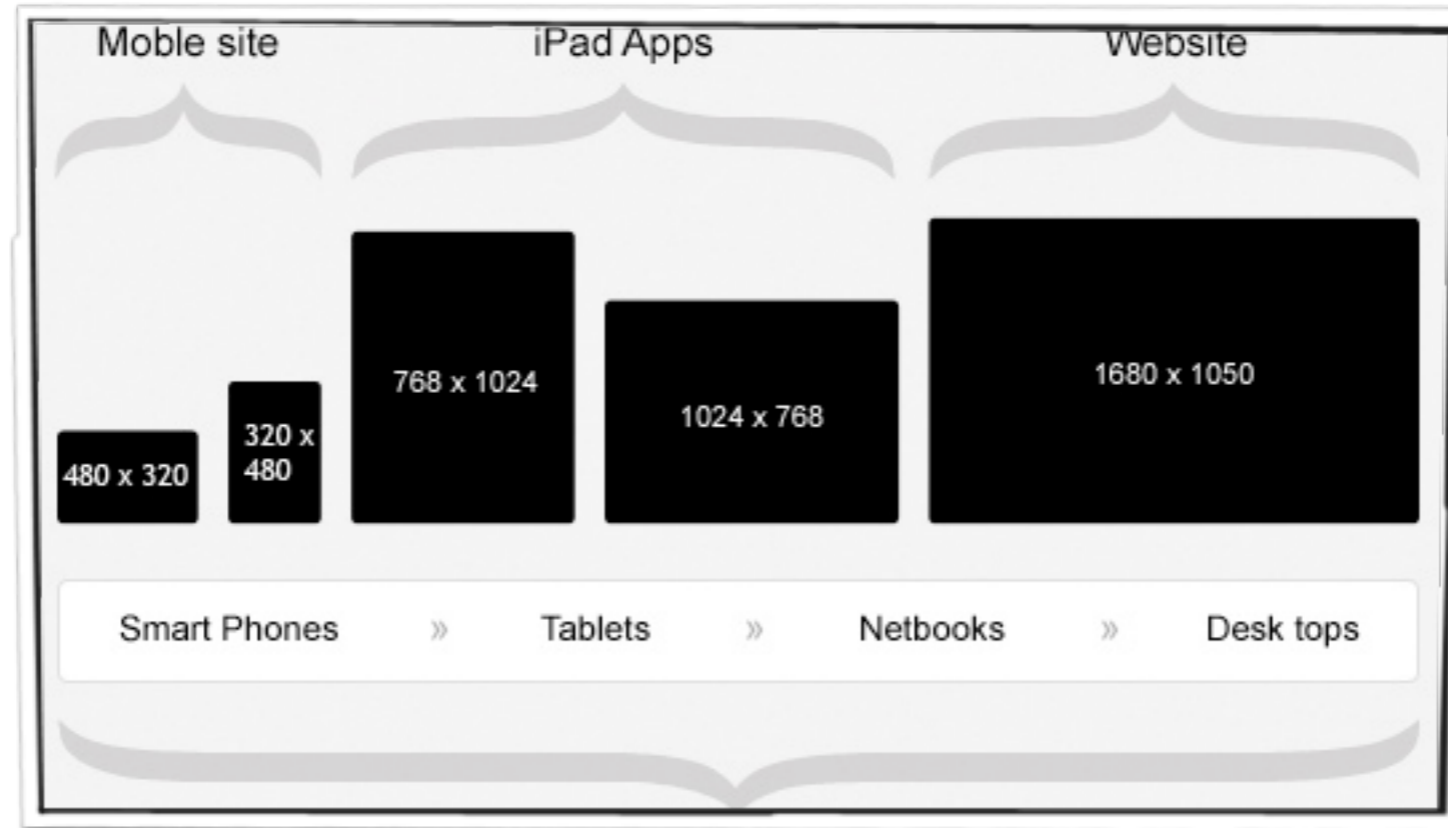 Moble site
iPad Apps
Website
768 x 1024
1024 x 768
1680 x 1050
480 x 320
320 x
480
Smart Phones » Tablets » Netbooks » Desk tops